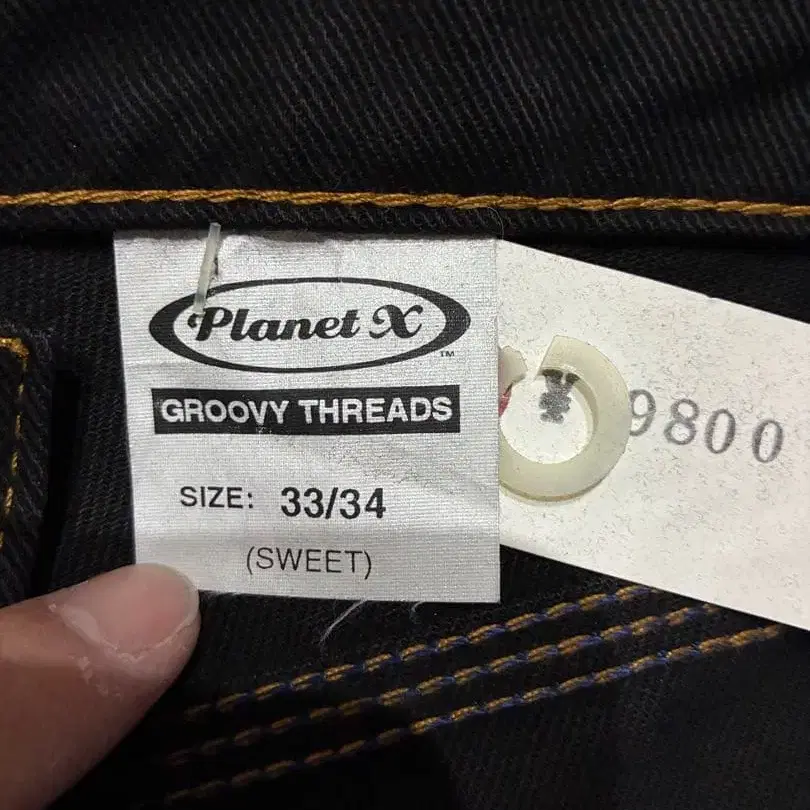 Planet X
TM
GROOVY THREADS
SIZE: 33/34
(SWEET)
9800